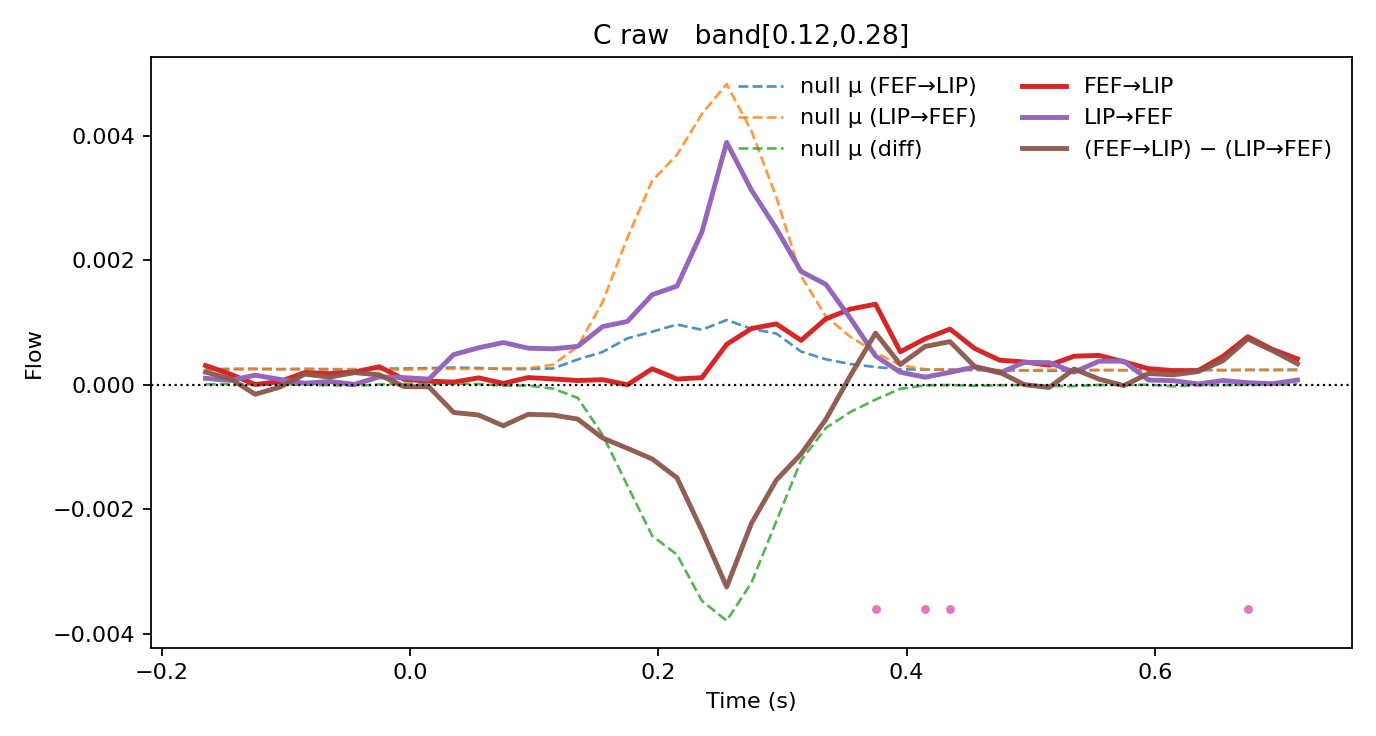 C raw   band[0.12,0.28]
null μ (FEF→LIP)
null μ (LIP→FEF)
null μ (diff)
FEF→LIP
LIP→FEF
(FEF→LIP) − (LIP→FEF)
Flow
0.004
0.002
0.000
−0.002
−0.004
−0.2
0.0
0.2
0.4
0.6
Time (s)